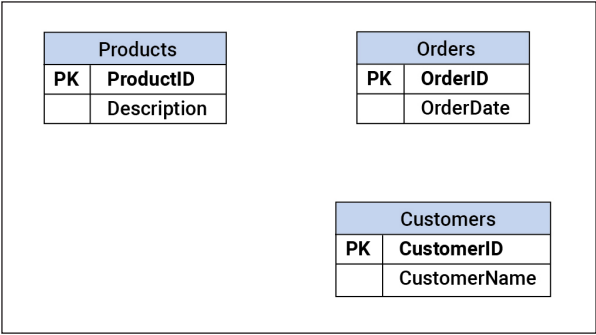 Products
PK ProductID
Description
Orders
PK OrderID
OrderDate
Customers
PK CustomerID
CustomerName